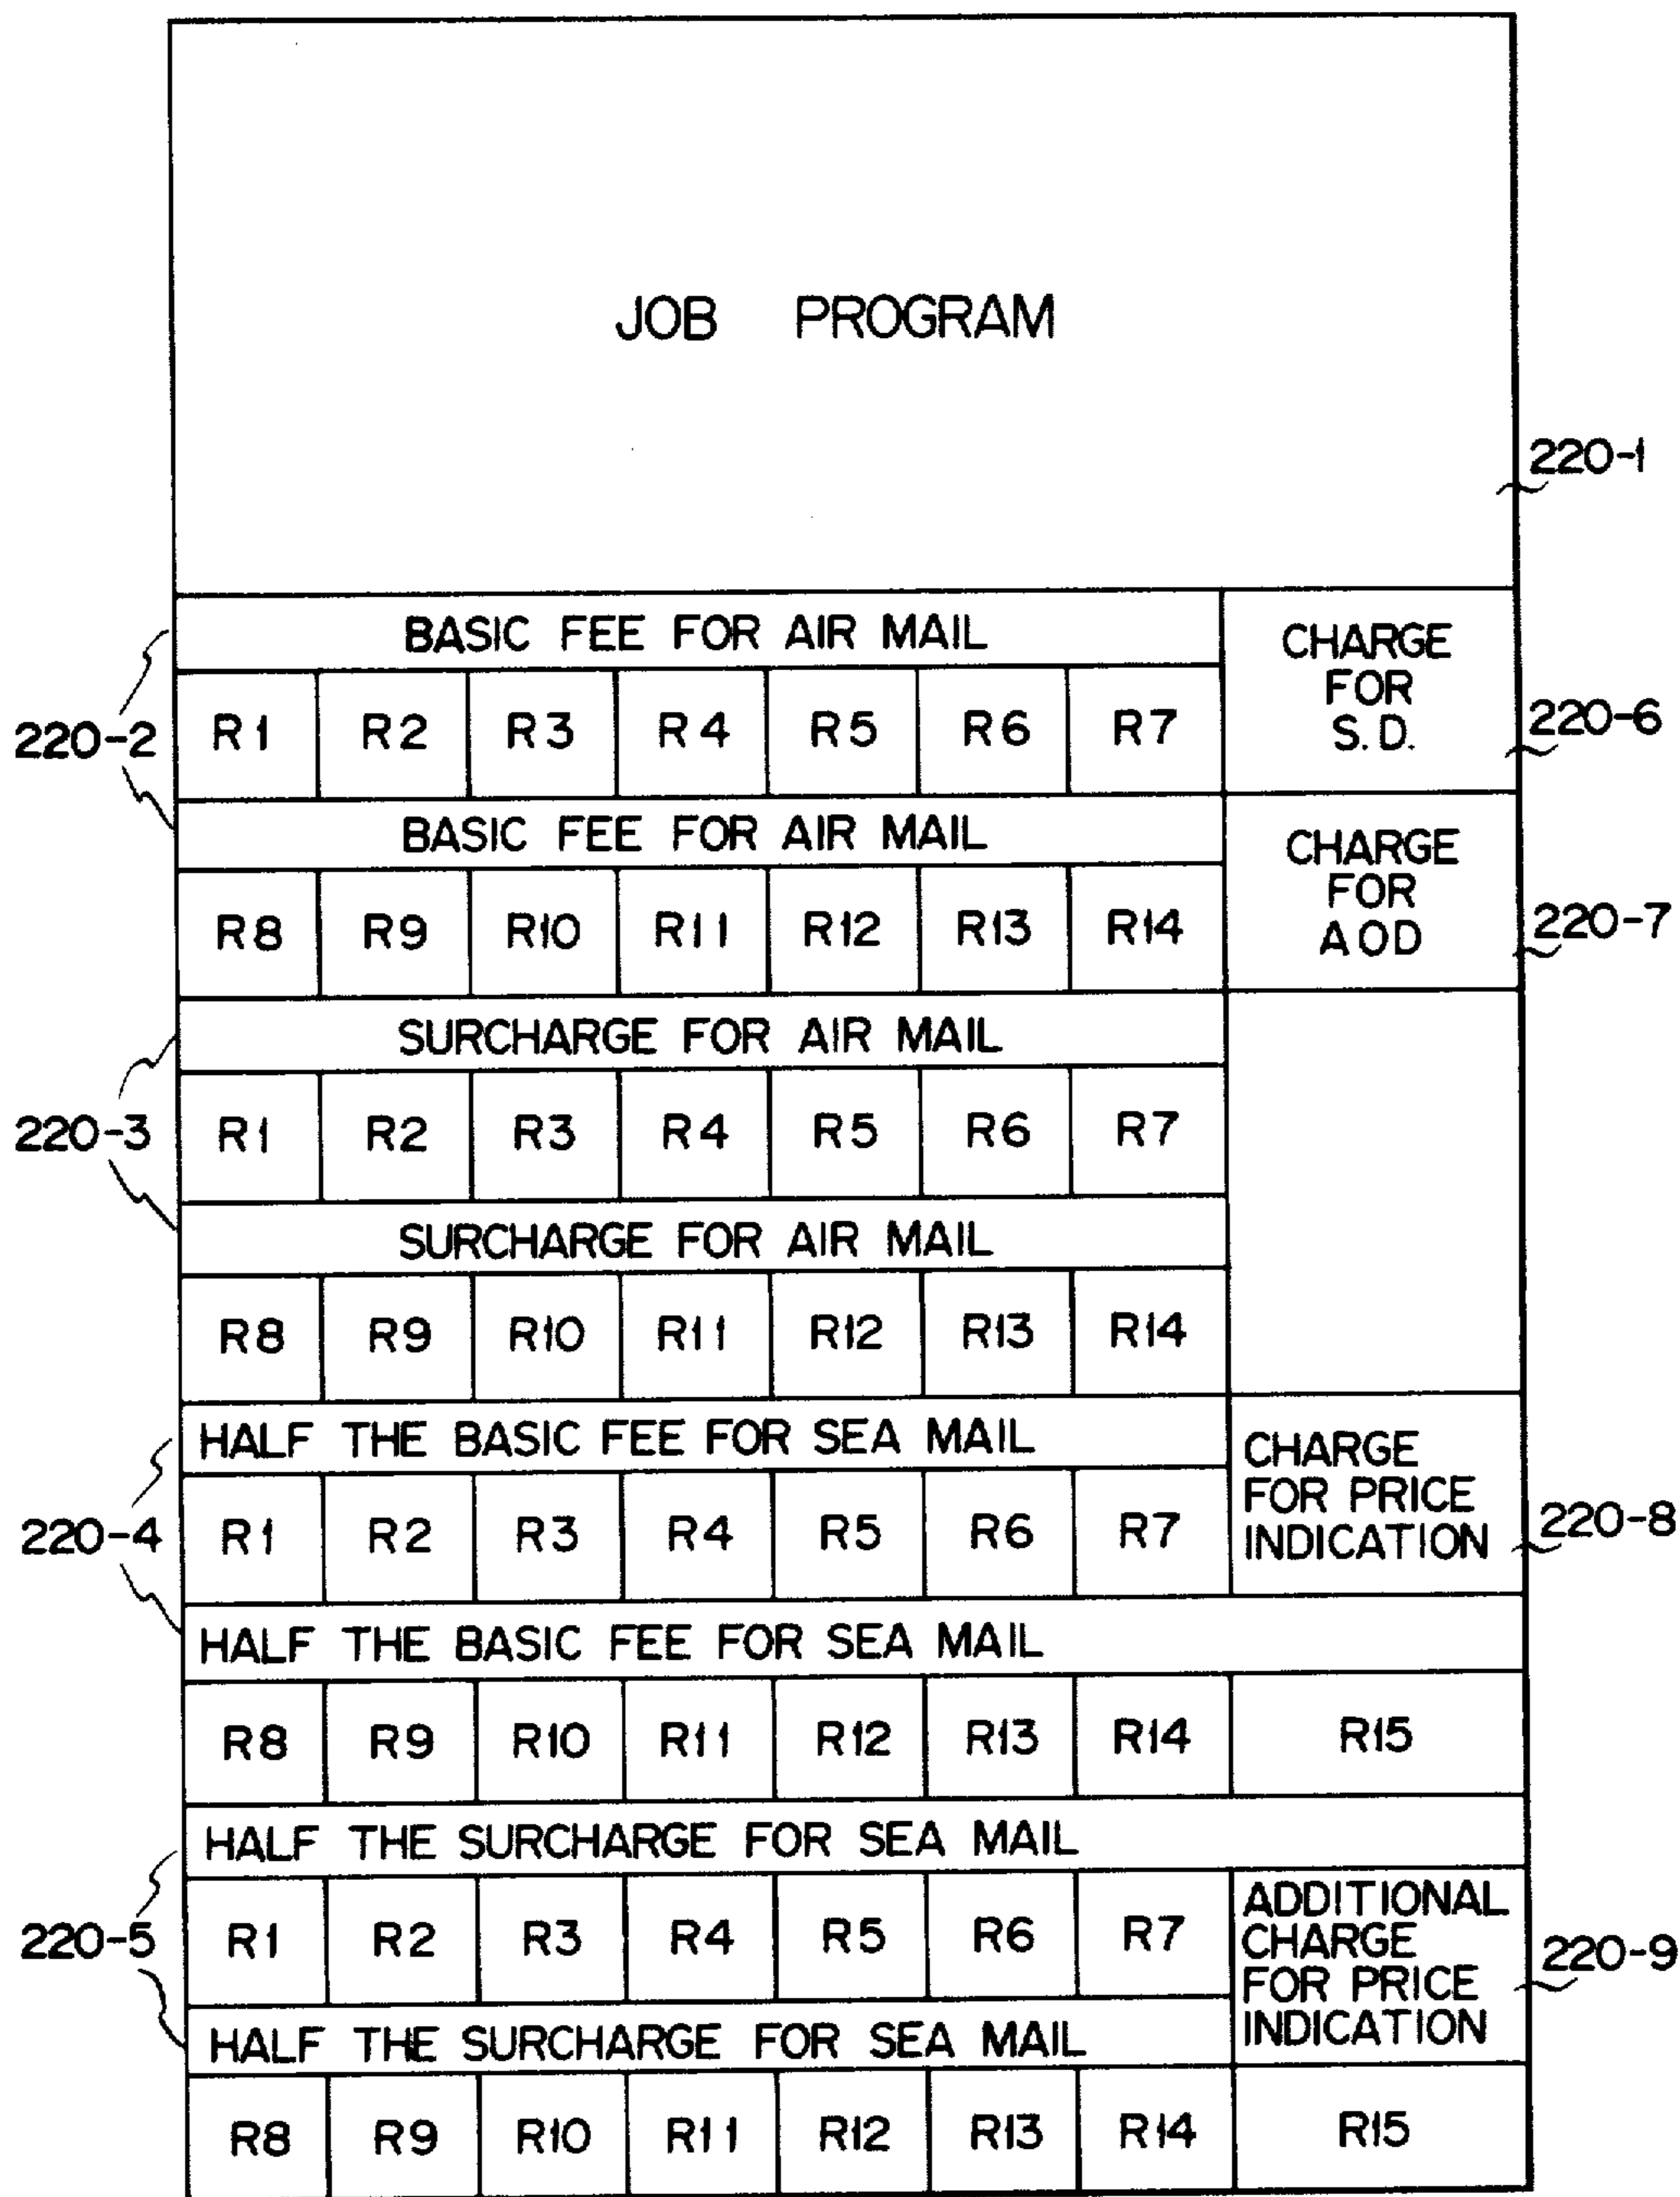 JOB PROGRAM
220-1
BASIC FEE FOR AIR MAIL
CHARGE
FOR
S.D.
220-6
220-2
R1 R2 R3 R4 R5 R6 R7
BASIC FEE FOR AIR MAIL
CHARGE
FOR
AOD
220-7
R8 R9 R10 R11 R12 R13 R14
SURCHARGE FOR AIR MAIL
220-3
R1 R2 R3 R4 R5 R6 R7
SURCHARGE FOR AIR MAIL
R8 R9 R10 R11 R12 R13 R14
HALF THE BASIC FEE FOR SEA MAIL
CHARGE
FOR PRICE
INDICATION
220-8
220-4
R1 R2 R3 R4 R5 R6 R7
HALF THE BASIC FEE FOR SEA MAIL
R8 R9 R10 R11 R12 R13 R14 R15
HALF THE SURCHARGE FOR SEA MAIL
220-5
R1 R2 R3 R4 R5 R6 R7
ADDITIONAL
CHARGE
FOR PRICE
INDICATION
220-9
HALF THE SURCHARGE FOR SEA MAIL
R8 R9 R10 R11 R12 R13 R14 R15